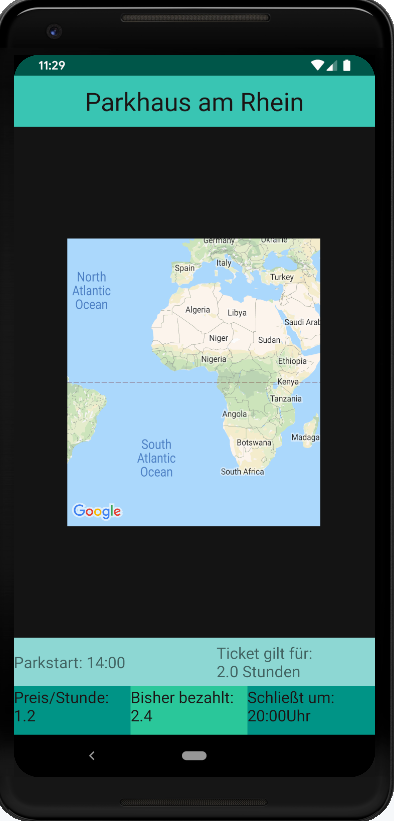 11:29
Parkhaus am Rhein
Germany
Ukraine
Spain
Italy
Turkey
North
Atlantic
Ocean
Algeria
Libya
Saudi Arab
Niger
Sudan
Nigeria
Ethiopia
Kenya
Tanzania
Angola
Botswana
Madaga
South
Atlantic
Ocean
South Africa
Google
Parkstart: 14:00
Ticket gilt für:
2.0 Stunden
Preis/Stunde:
1.2
Bisher bezahlt:
2.4
Schließt um:
20:00Uhr